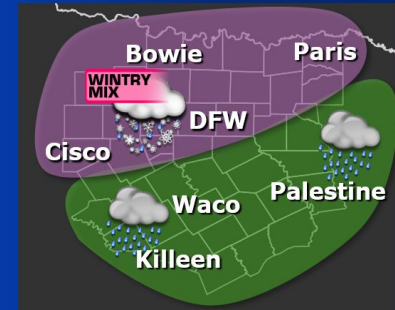 Bowie
Paris
WINTRY
MIX
DFW
Cisco
Palestine
Waco
Killeen